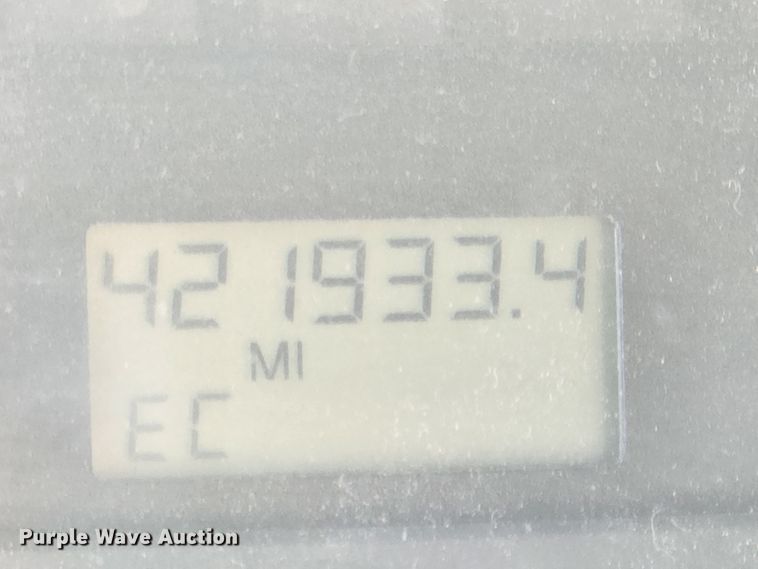 421933.4
MI
EC
Purple Wave Auction